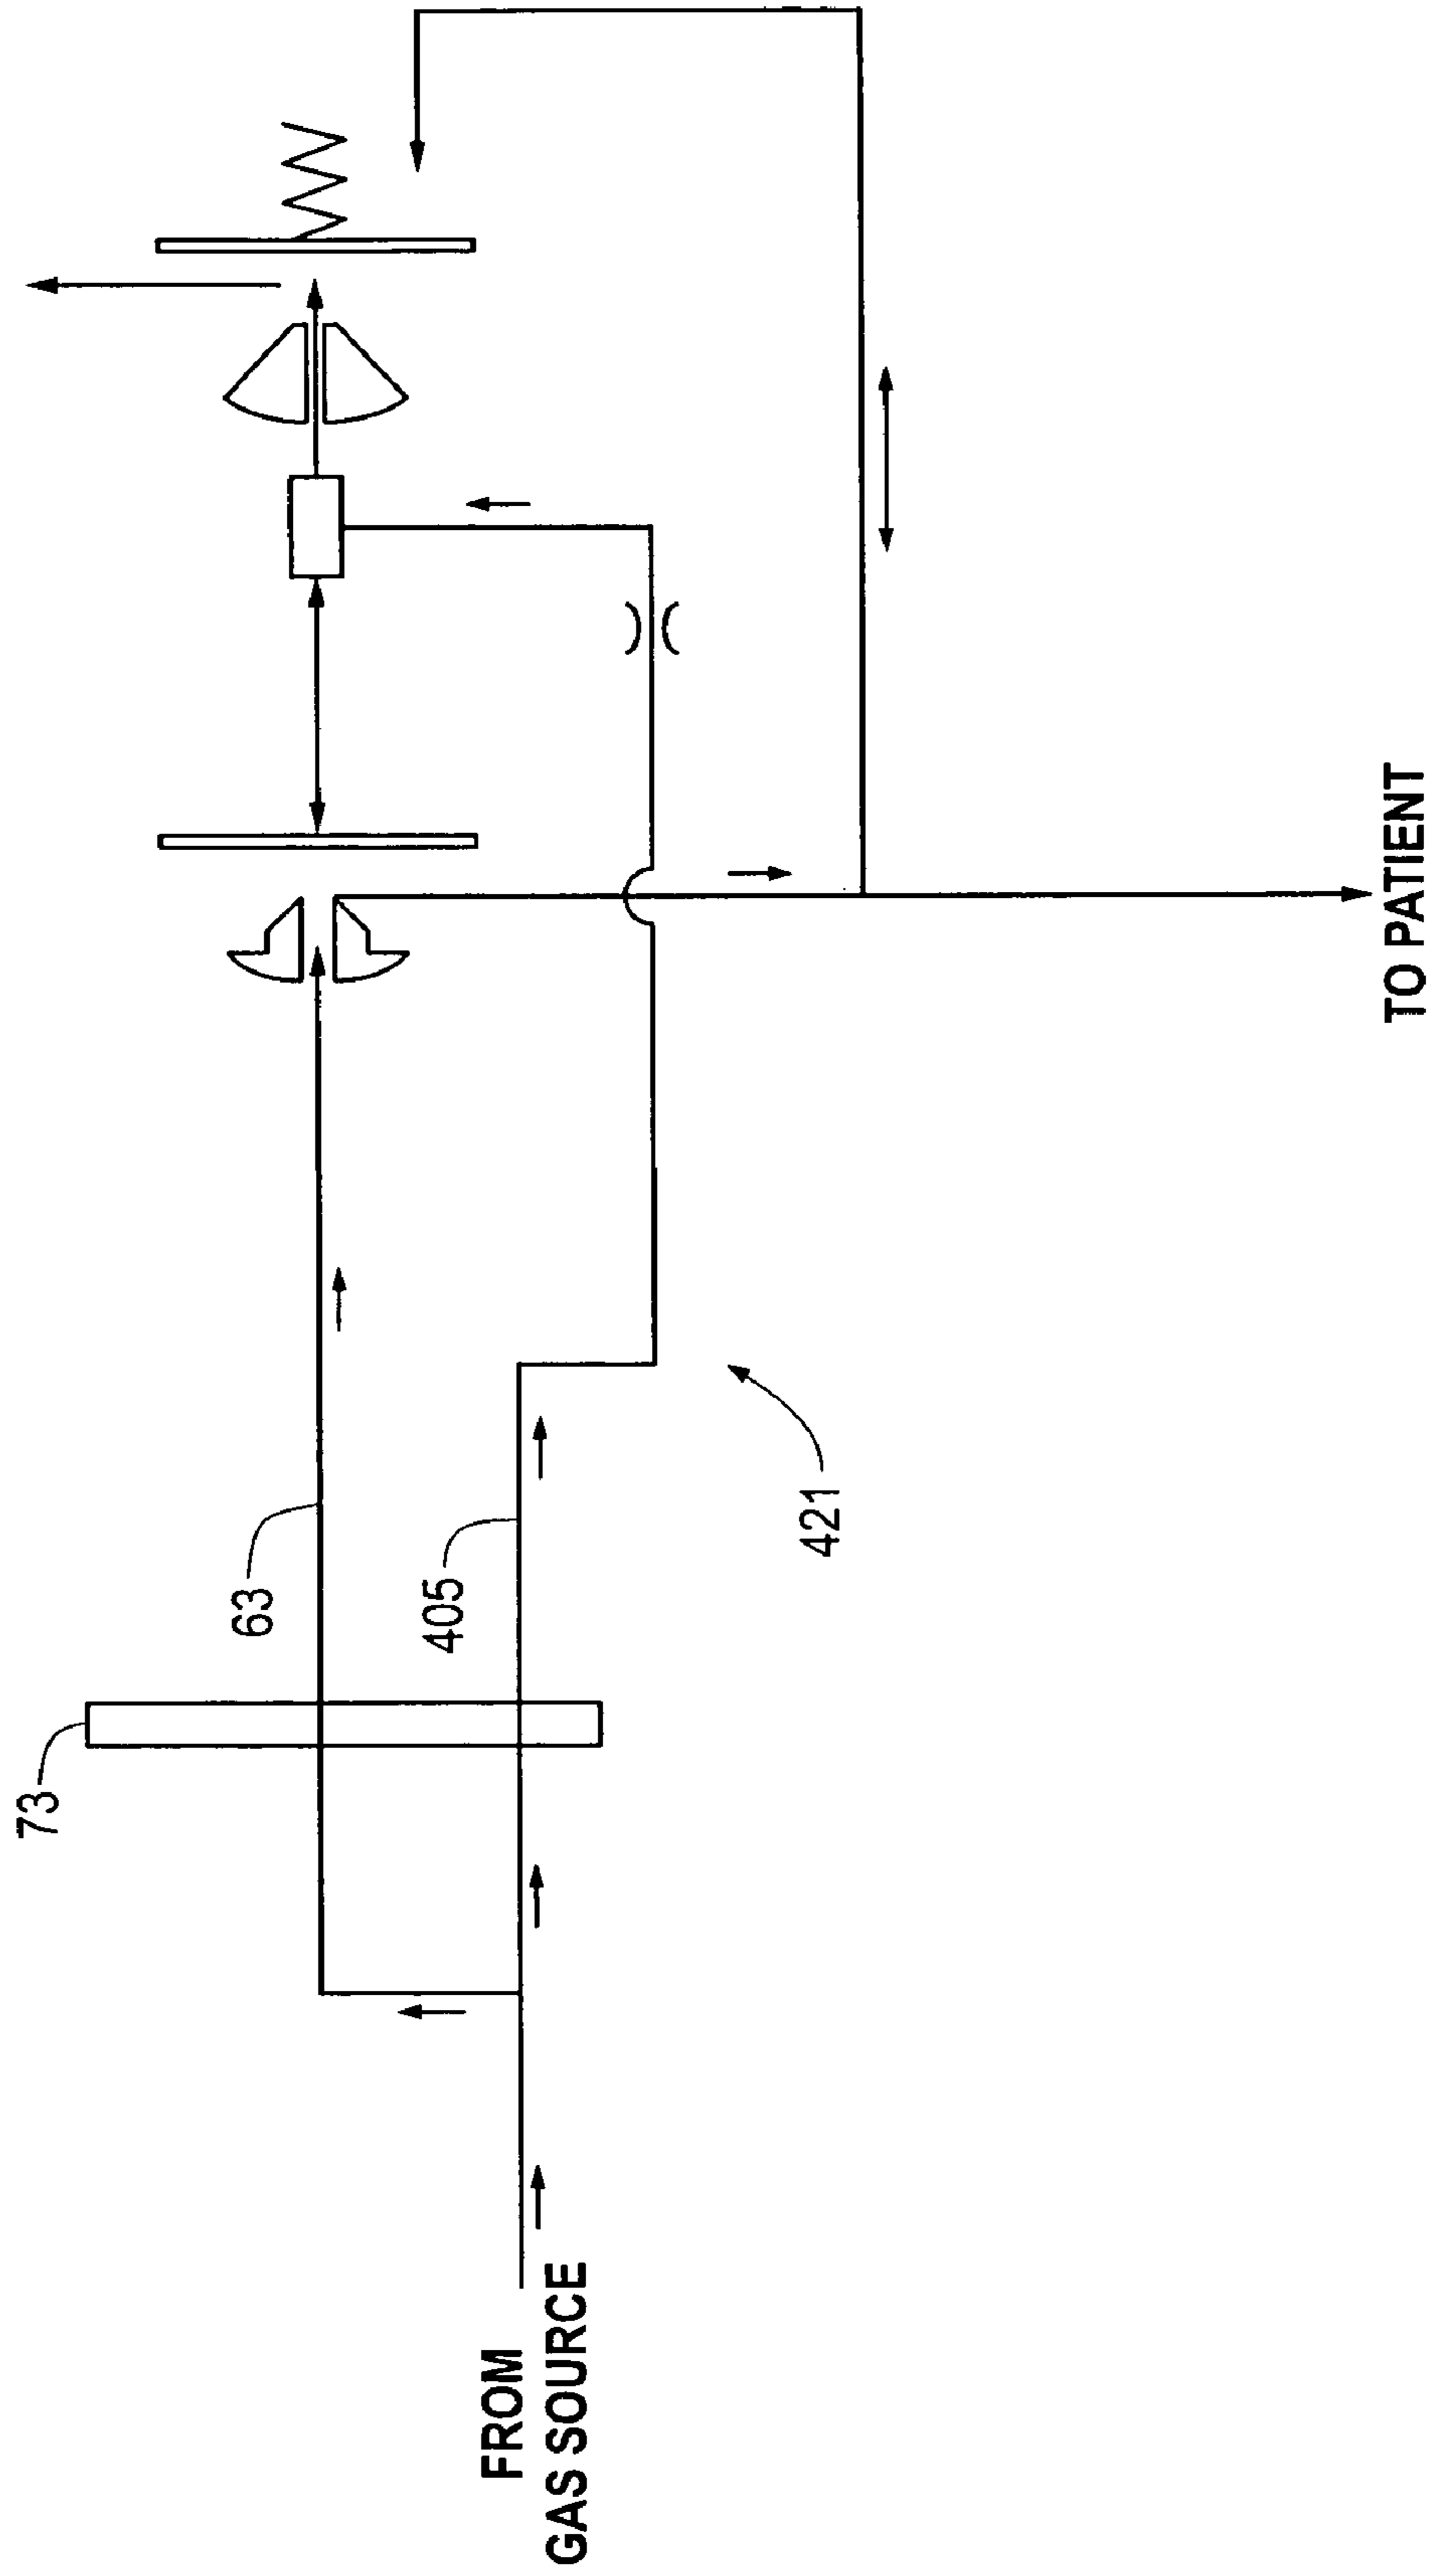 73
63
405
421
FROM
GAS SOURCE
TO PATIENT